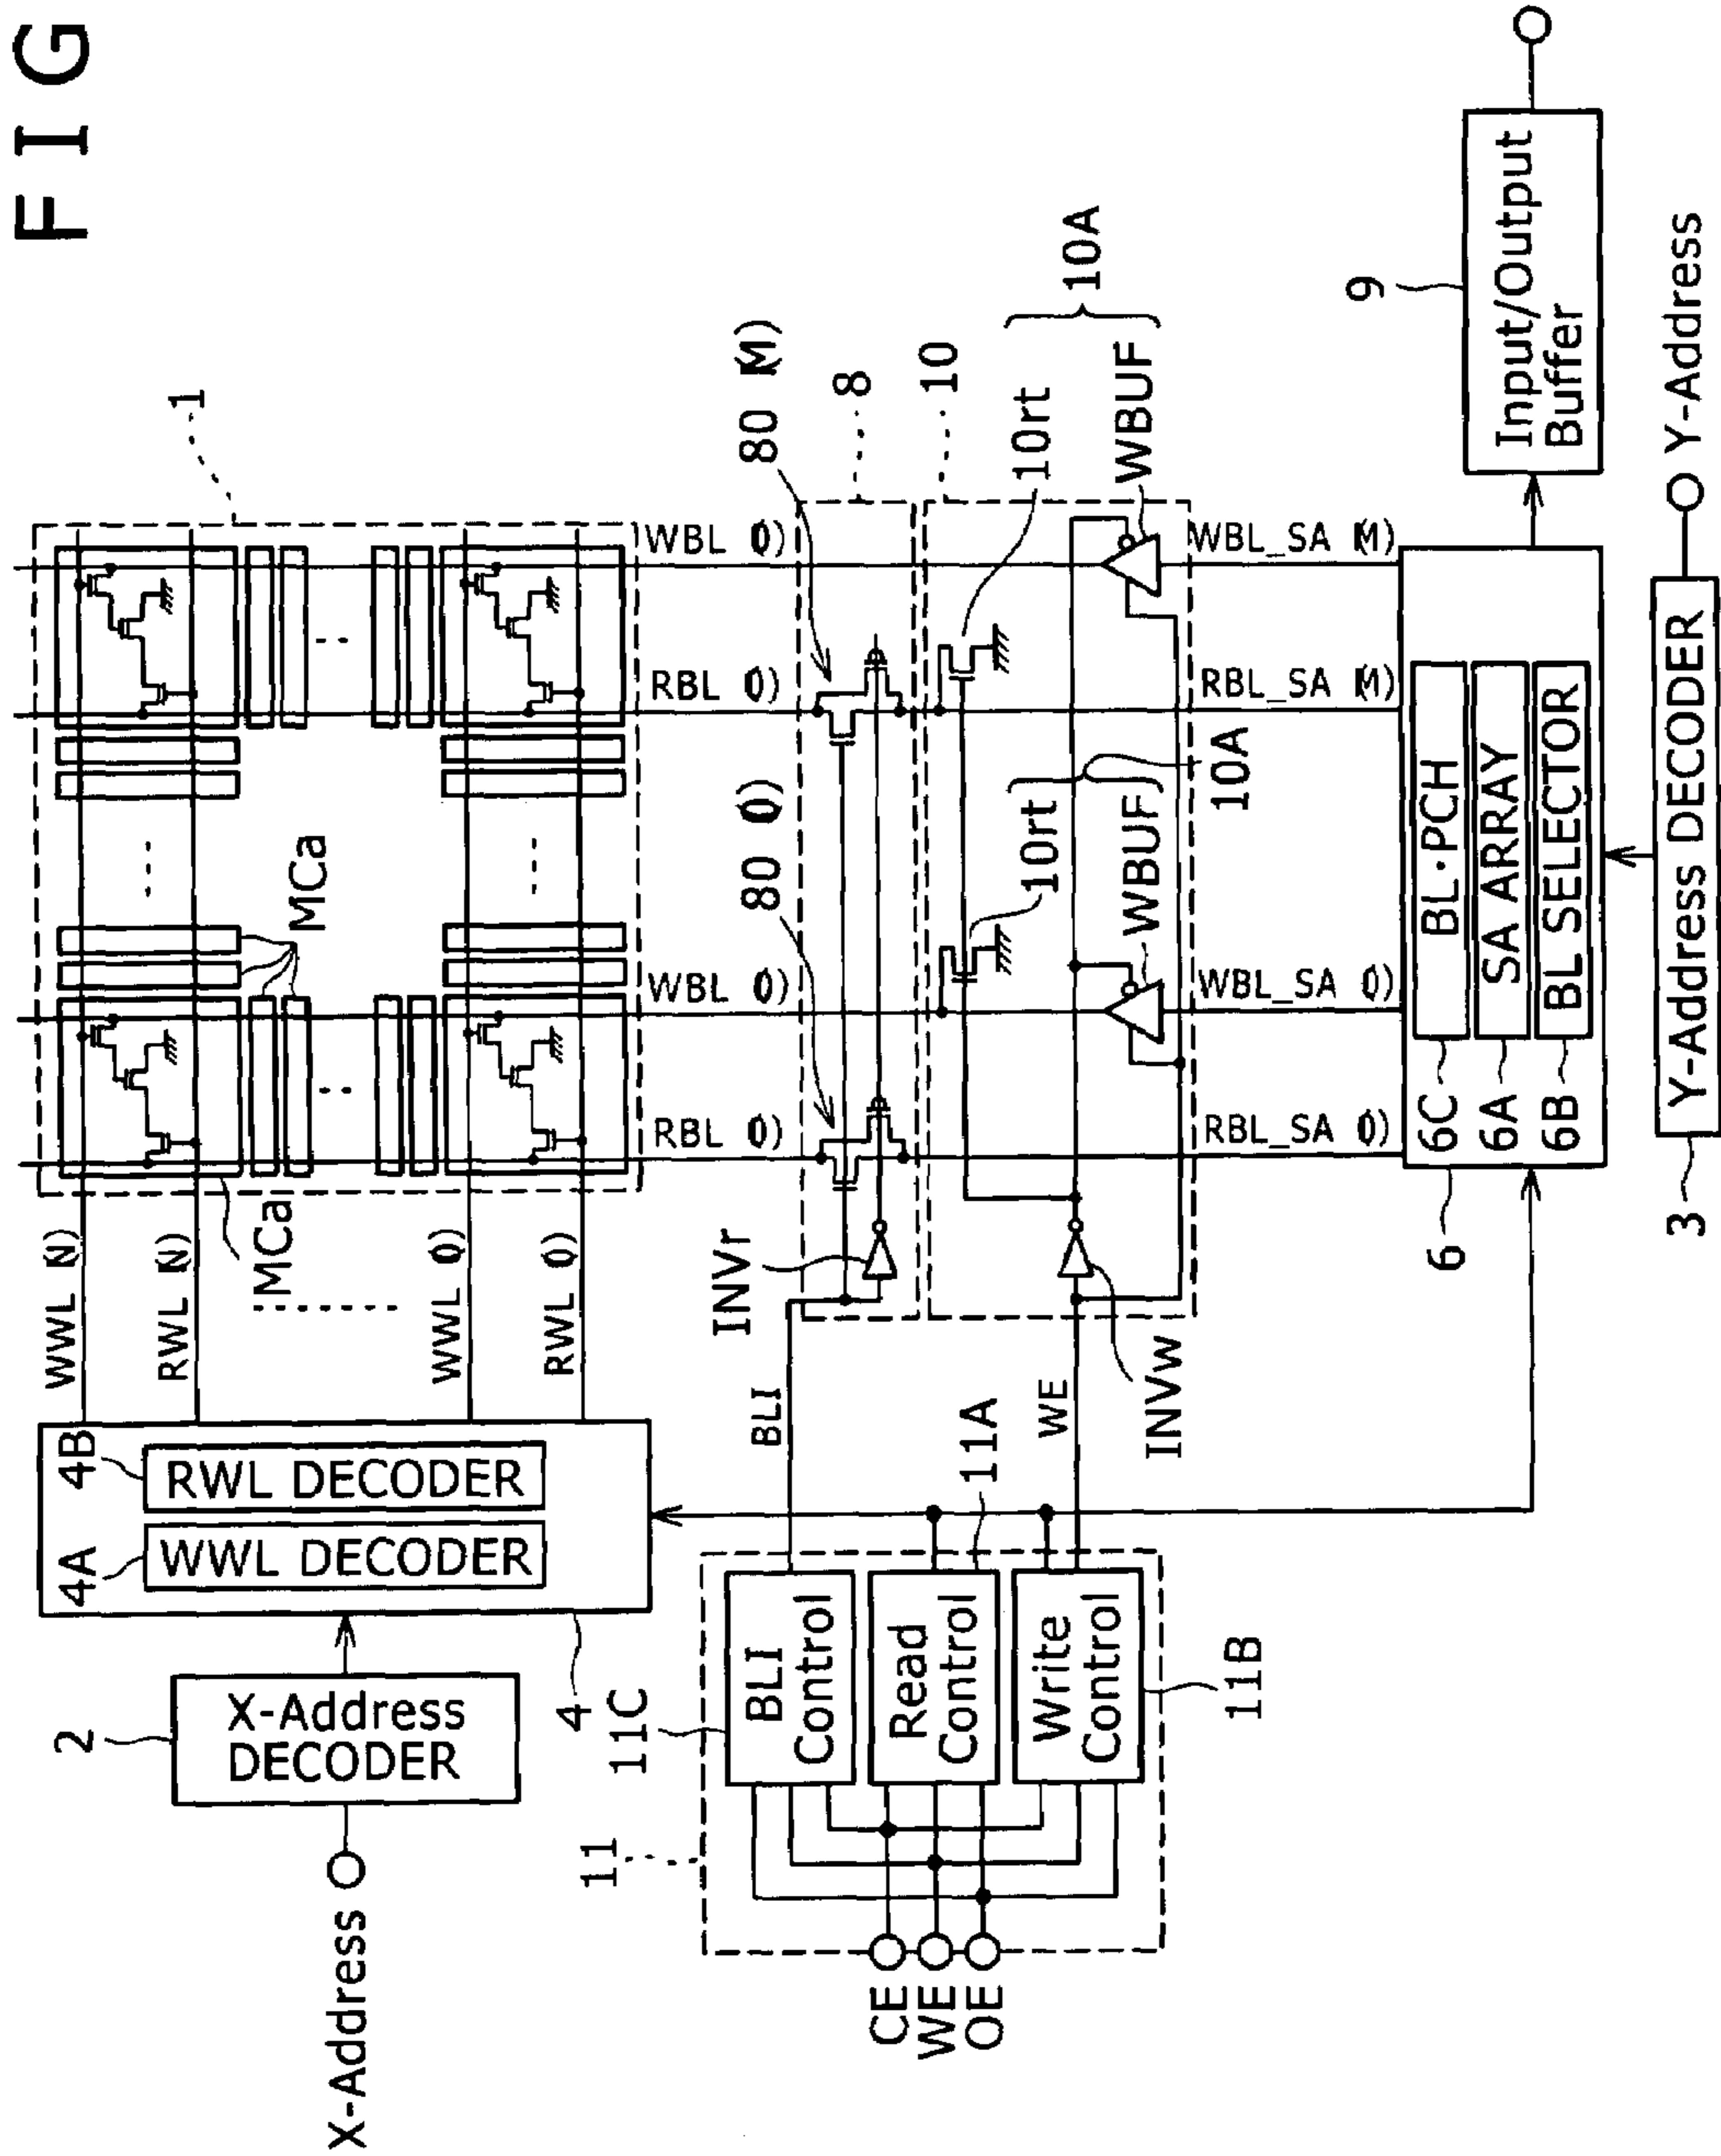 FIG
1
WWL (N)
RWL (N)
WWL (0)
RWL (0)
MCa
MCa
4A
4B
WWL DECODER
RWL DECODER
4
2
X-Address
DECODER
X-Address
RBL (0)
WBL (0)
RBL (0)
WBL (0)
80 (0)
80 (M)
8
INVr
BLI
10
10rt
10rt
10A
10A
WBUF
WBUF
INVw
WE
11
11C
BLI
Control
11A
Read
Control
11B
Write
Control
CE
WE
OE
RBL_SA (0)
WBL_SA (0)
RBL_SA (M)
WBL_SA (M)
6
6C
BL·PCH
6A
SA ARRAY
6B
BL SELECTOR
9
Input/Output
Buffer
3
Y-Address DECODER
Y-Address